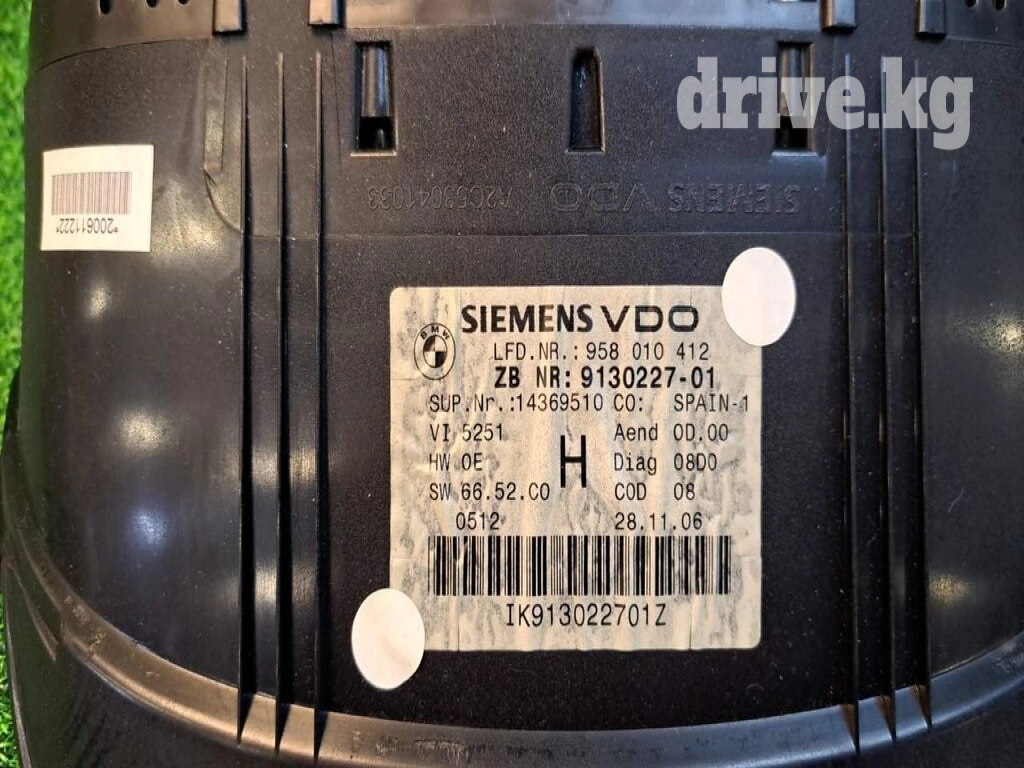 drive.kg
SIEMENS VDO A2C53041033
*200611222*
BMW
SIEMENS VDO
LFD.NR.: 958 010 412
ZB NR: 9130227-01
SUP.Nr.:14369510 CO: SPAIN-1
VI 5251 Aend 0D.00
HW 0E H Diag 08D0
SW 66.52.C0 COD 08
0512 28.11.06
IK913022701Z